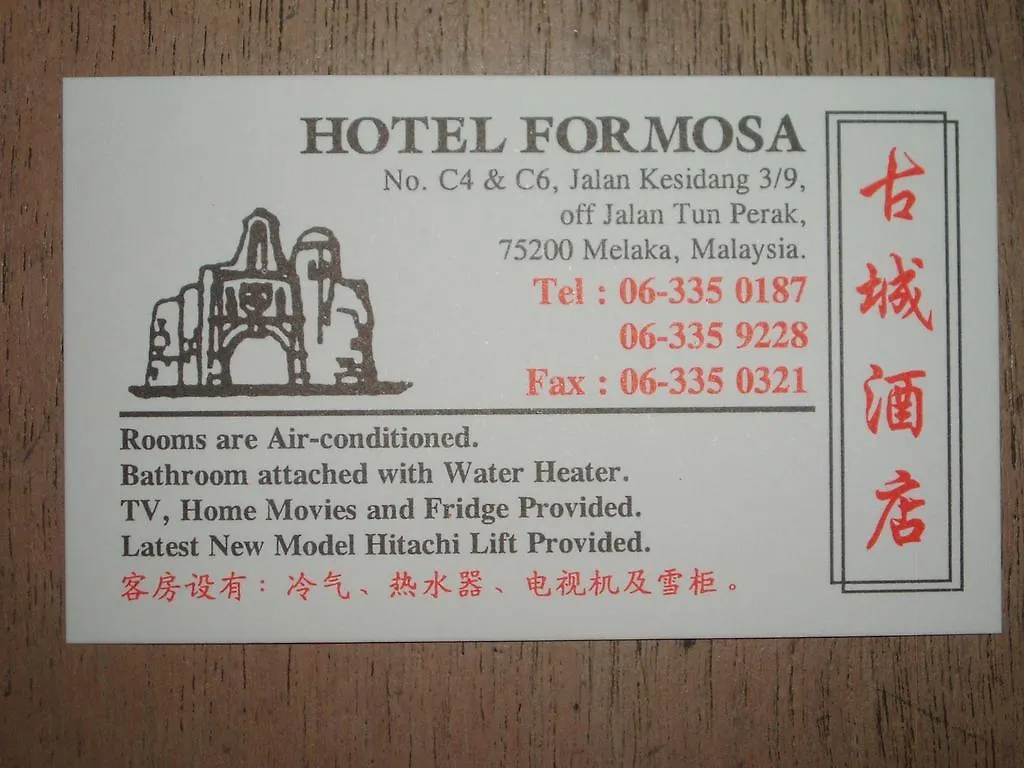 HOTEL FORMOSA
No. C4 & C6, Jalan Kesidang 3/9,
off Jalan Tun Perak,
75200 Melaka, Malaysia.
Tel : 06-335 0187
06-335 9228
Fax : 06-335 0321
古城酒店
Rooms are Air-conditioned.
Bathroom attached with Water Heater.
TV, Home Movies and Fridge Provided.
Latest New Model Hitachi Lift Provided.
客房设有：冷气、热水器、电视机及雪柜。